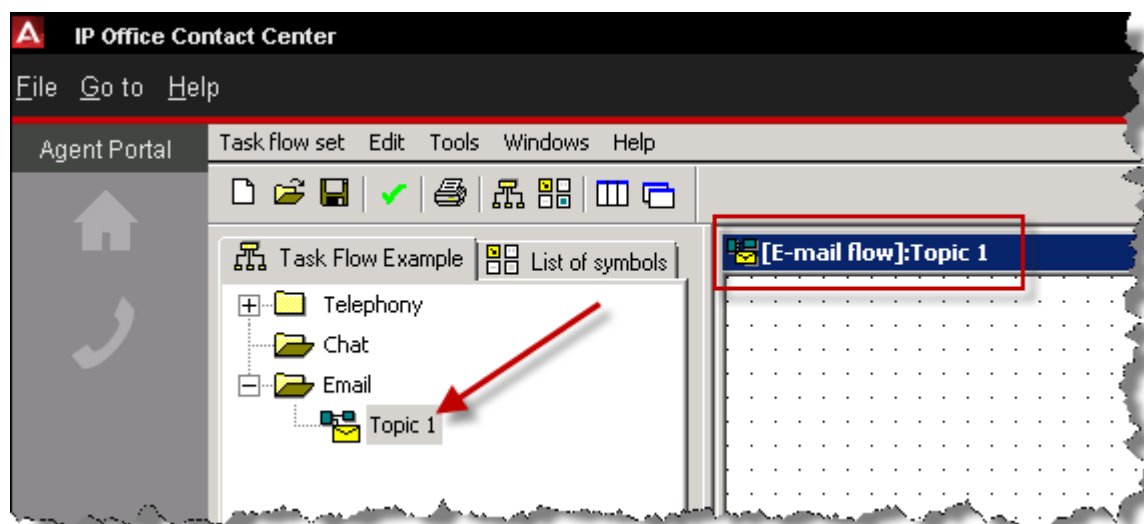 IP Office Contact Center
File Go to Help
Agent Portal
Task flow set Edit Tools Windows Help
Task Flow Example List of symbols
[E-mail flow]:Topic 1
Telephony
Chat
Email
Topic 1